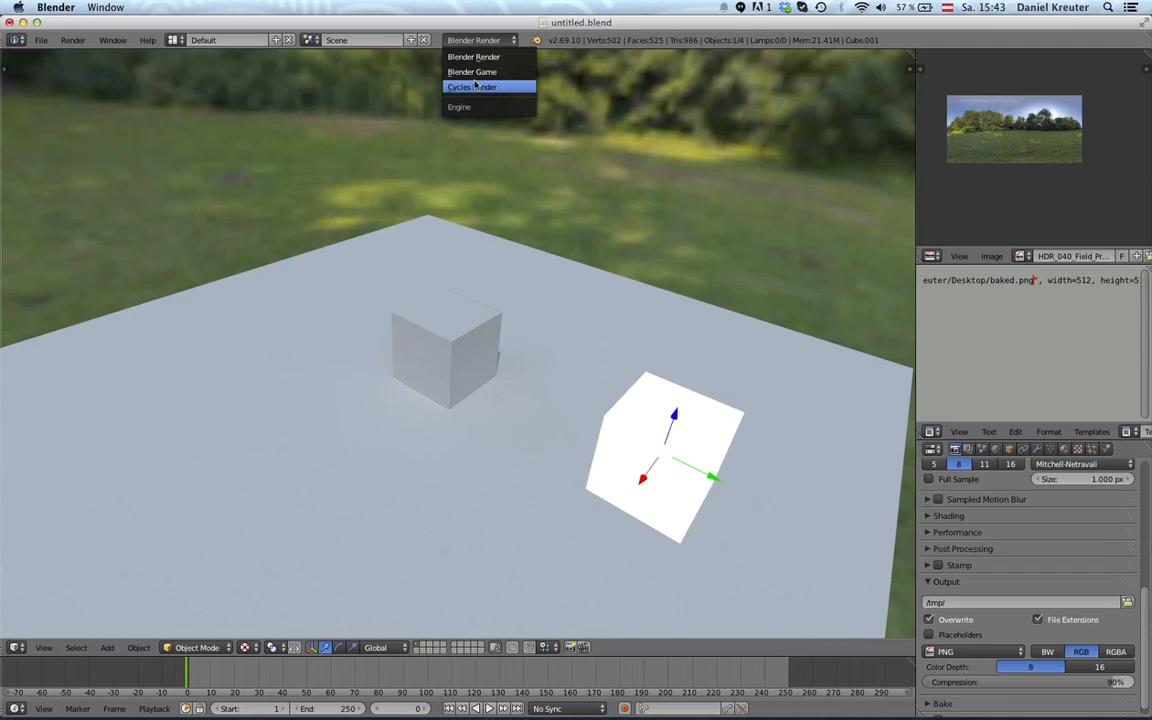 Blender Window 1 57 % Sa. 15:43 Daniel Kreuter
untitled.blend
File Render Window Help Default Scene Blender Render v2.69.10 | Verts:502 | Faces:525 | Tris:986 | Objects:1/4 | Lamps:0/0 | Mem:21.41M | Cube.001
Blender Render
Blender Game
Cycles Render
Engine
View Image HDR_040_Field_Pr... F
euter/Desktop/baked.png", width=512, height=5
View Text Edit Format Templates Te
5 8 11 16 Mitchell-Netravali
Full Sample Size: 1.000 px
Sampled Motion Blur
Shading
Performance
Post Processing
Stamp
Output
/tmp/
Overwrite File Extensions
Placeholders
PNG BW RGB RGBA
Color Depth: 8 16
Compression: 90%
Bake
View Select Add Object Object Mode Global
-70 -60 -50 -40 -30 -20 -10 0 10 20 30 40 50 60 70 80 90 100 110 120 130 140 150 160 170 180 190 200 210 220 230 240 250 260 270 280 290
View Marker Frame Playback Start: 1 End: 250 0 No Sync